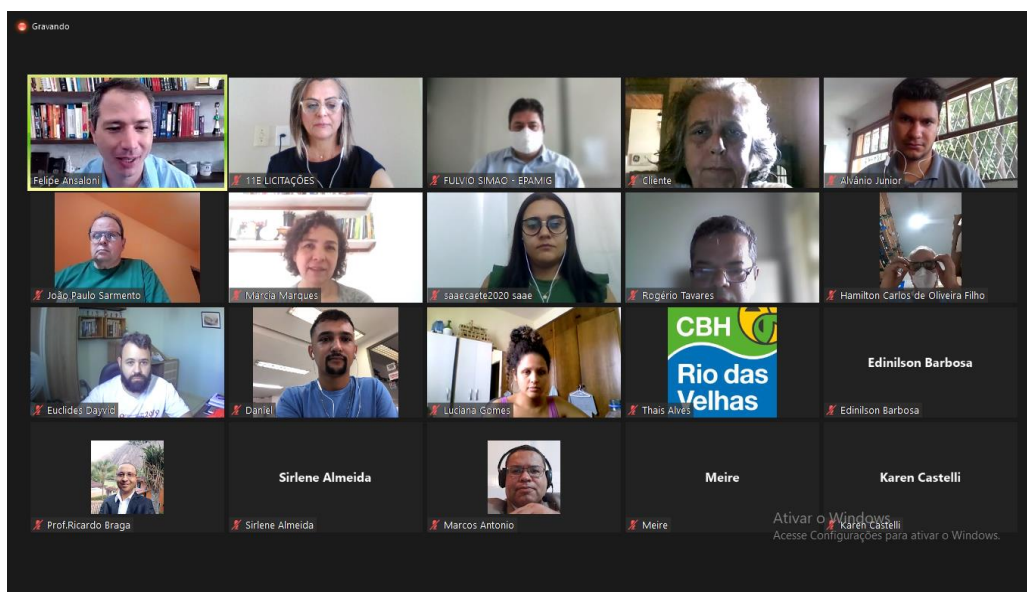 Gravando
Felipe Ansaloni
11E LICITAÇÕES
FULVIO SIMAO - EPAMIG
Cliente
Alvânio Junior
João Paulo Sarmento
Marcia Marques
saaecaete2020 saae
Rogério Tavares
Hamilton Carlos de Oliveira Filho
Euclides Dayvid
Daniel
Luciana Gomes
CBH
Rio das
Velhas
Thais Alves
Edinilson Barbosa
Edinilson Barbosa
Prof.Ricardo Braga
Sirlene Almeida
Sirlene Almeida
Marcos Antonio
Meire
Meire
Karen Castelli
Karen Castelli
Ativar o Windows
Acesse Configurações para ativar o Windows.